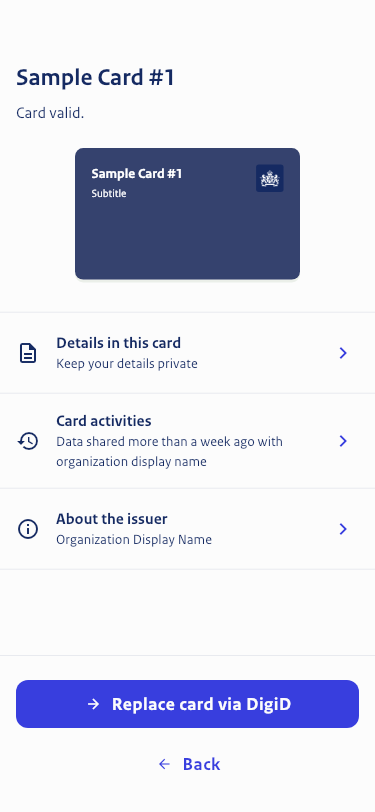 Sample Card #1
Card valid.
Sample Card #1
Subtitle
Details in this card
Keep your details private
Card activities
Data shared more than a week ago with
organization display name
About the issuer
Organization Display Name
Replace card via DigiD
Back